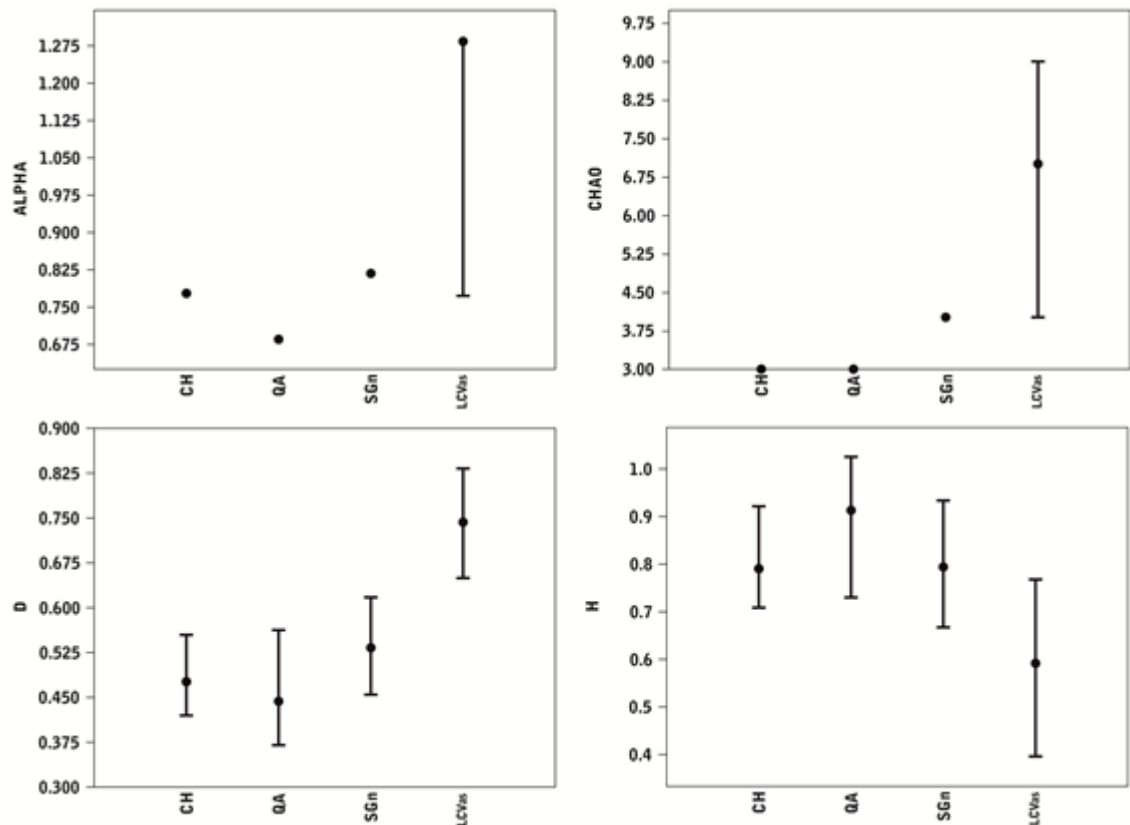 1.275
1.200
1.125
1.050
0.975
0.900
0.825
0.750
0.675
ALPHA
CH
QA
SGn
LCVas
9.75
9.00
8.25
7.50
6.75
6.00
5.25
4.50
3.75
3.00
CHAO
CH
QA
SGn
LCVas
0.900
0.825
0.750
0.675
0.600
0.525
0.450
0.375
0.300
D
CH
QA
SGn
LCVas
1.0
0.9
0.8
0.7
0.6
0.5
0.4
H
CH
QA
SGn
LCVas